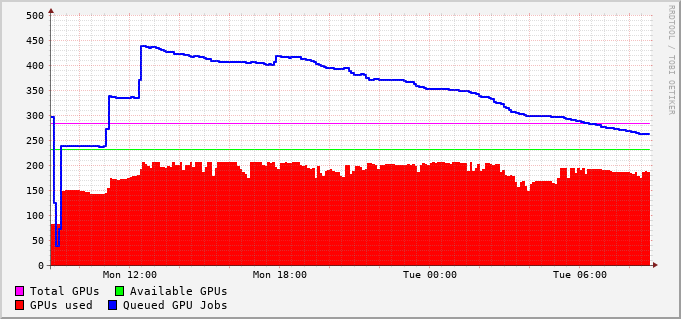 500
450
400
350
300
250
200
150
100
50
0
Mon 12:00 Mon 18:00 Tue 00:00 Tue 06:00
Total GPUs Available GPUs
GPUs used Queued GPU Jobs
RRDTOOL / TOBI OETIKER